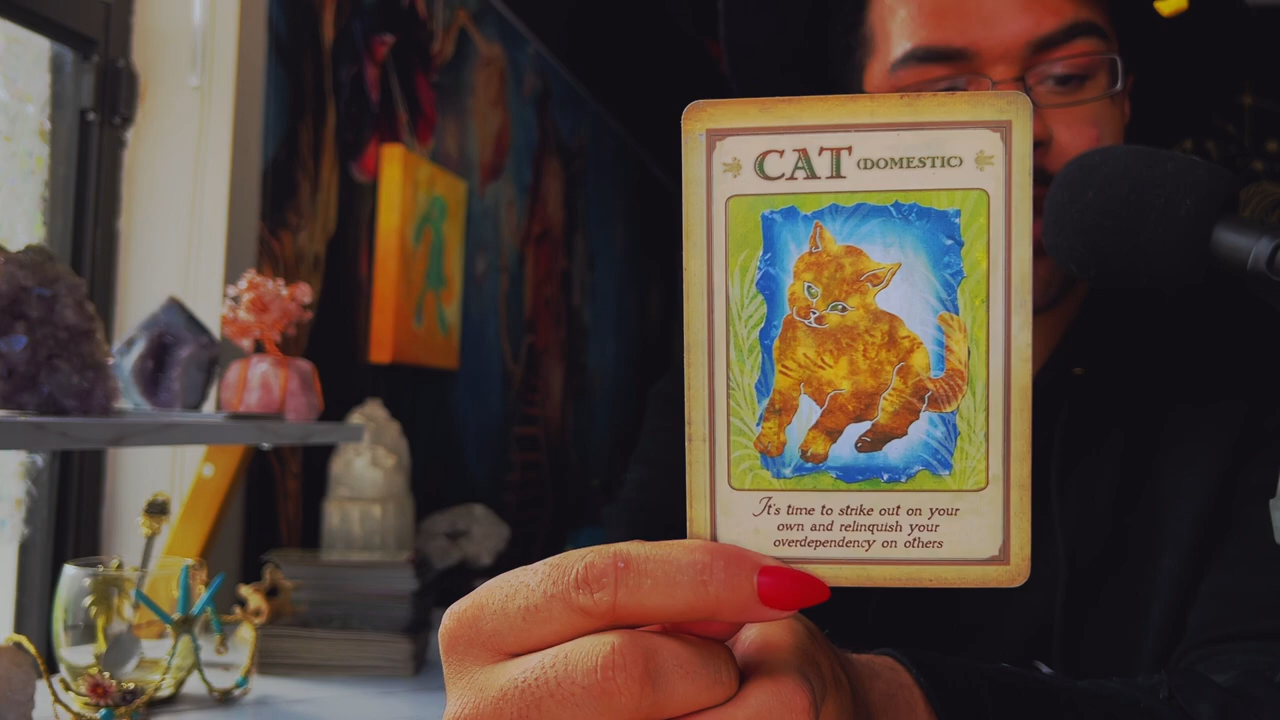 CAT (DOMESTIC)
It's time to strike out on your
own and relinquish your
overdependency on others